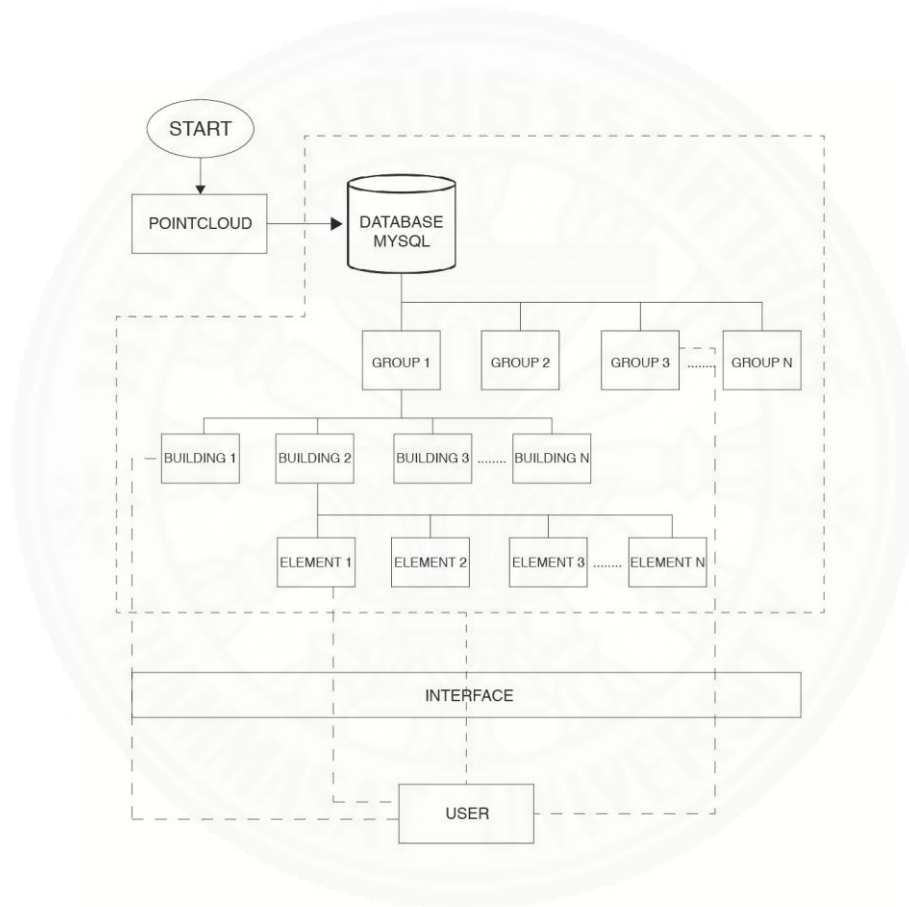 START
POINTCLOUD
DATABASE
MYSQL
GROUP 1
GROUP 2
GROUP 3
........
GROUP N
BUILDING 1
BUILDING 2
BUILDING 3
........
BUILDING N
ELEMENT 1
ELEMENT 2
ELEMENT 3
........
ELEMENT N
INTERFACE
USER